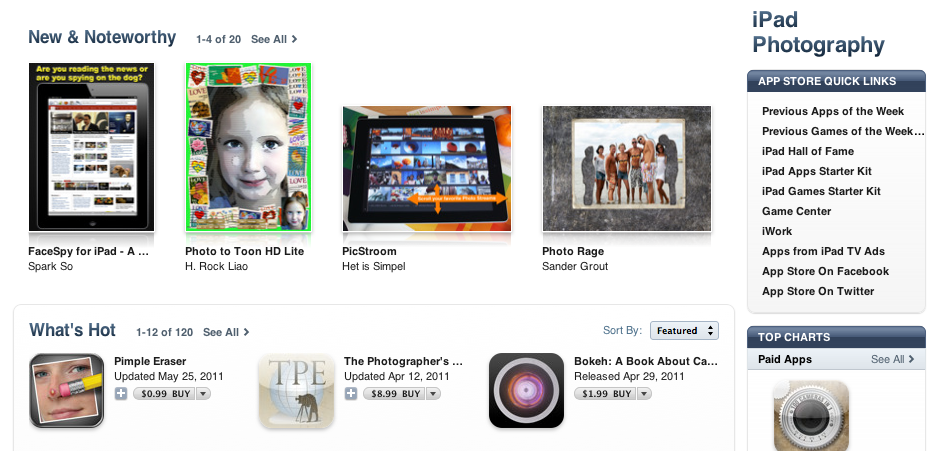 New & Noteworthy 1-4 of 20 See All >
Are you reading the news or
are you spying on the dog?
Send your favorite Photo Streams
FaceSpy for iPad - A ...
Spark So
Photo to Toon HD Lite
H. Rock Liao
PicStroom
Het is Simpel
Photo Rage
Sander Grout
What's Hot 1-12 of 120 See All >
Sort By: Featured
Pimple Eraser
Updated May 25, 2011
$0.99 BUY
TPE
The Photographer's ...
Updated Apr 12, 2011
$8.99 BUY
Bokeh: A Book About Ca...
Released Apr 29, 2011
$1.99 BUY
iPad
Photography
APP STORE QUICK LINKS
Previous Apps of the Week
Previous Games of the Week...
iPad Hall of Fame
iPad Apps Starter Kit
iPad Games Starter Kit
Game Center
iWork
Apps from iPad TV Ads
App Store On Facebook
App Store On Twitter
TOP CHARTS
Paid Apps See All >